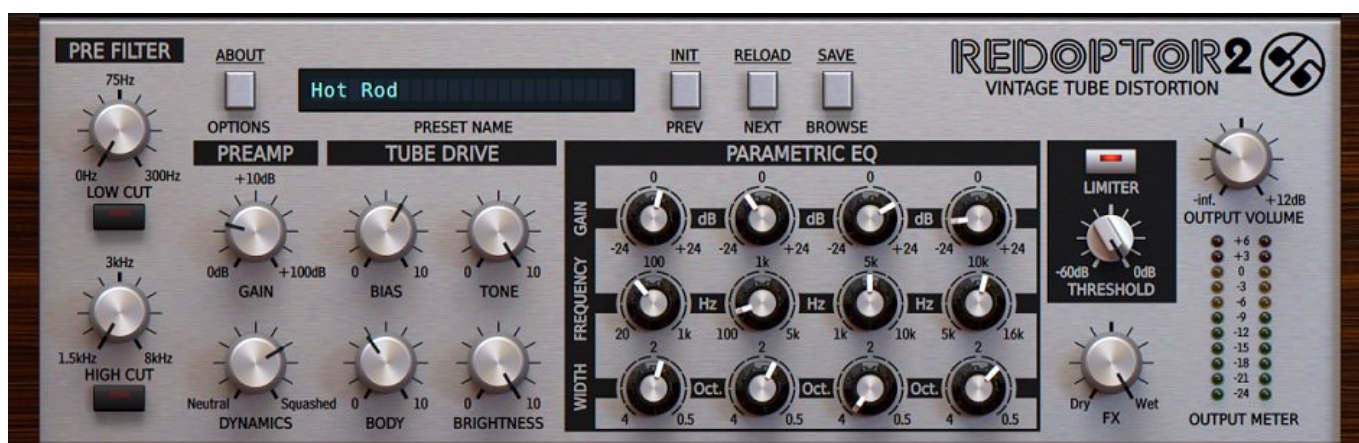 PRE FILTER
75Hz
0Hz 300Hz
LOW CUT
3kHz
1.5kHz 8kHz
HIGH CUT
ABOUT
OPTIONS
Hot Rod
PRESET NAME
INIT RELOAD SAVE
PREV NEXT BROWSE
REDOPTOR2
VINTAGE TUBE DISTORTION
PREAMP
+10dB
0dB +100dB
GAIN
Neutral Squashed
DYNAMICS
TUBE DRIVE
0 10 0 10
BIAS TONE
0 10 0 10
BODY BRIGHTNESS
PARAMETRIC EQ
GAIN
0 0 0 0
dB dB dB
-24 +24 -24 +24 -24 +24 -24 +24
FREQUENCY
100 1k 5k 10k
Hz Hz Hz
20 1k 100 5k 1k 10k 5k 16k
WIDTH
2 2 2 2
Oct. Oct. Oct.
4 0.5 4 0.5 4 0.5 4 0.5
LIMITER
-60dB 0dB
THRESHOLD
Dry Wet
FX
-inf. +12dB
OUTPUT VOLUME
+6
+3
0
-3
-6
-9
-12
-15
-18
-21
-24
OUTPUT METER